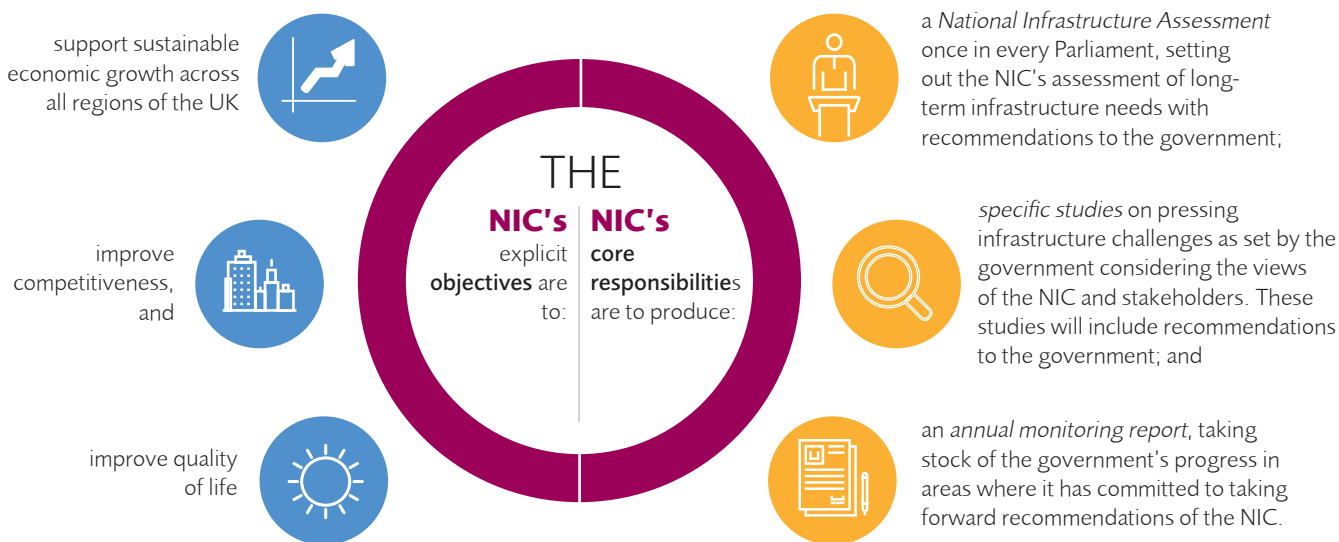 support sustainable
economic growth across
all regions of the UK
improve
competitiveness,
and
improve quality
of life
THE
NIC's
explicit
objectives are
to:
NIC's
core
responsibilities
are to produce:
a National Infrastructure Assessment
once in every Parliament, setting
out the NIC's assessment of long-
term infrastructure needs with
recommendations to the government;
specific studies on pressing
infrastructure challenges as set by the
government considering the views
of the NIC and stakeholders. These
studies will include recommendations
to the government; and
an annual monitoring report, taking
stock of the government's progress in
areas where it has committed to taking
forward recommendations of the NIC.